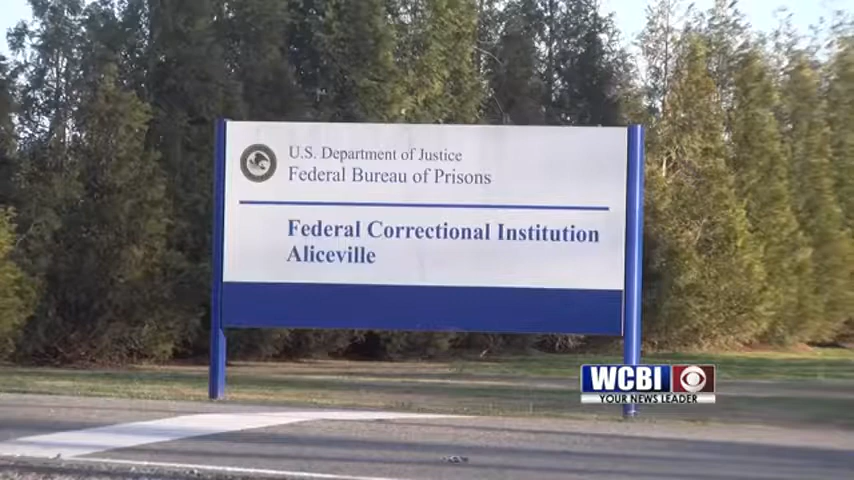 U.S. Department of Justice
Federal Bureau of Prisons
Federal Correctional Institution
Aliceville
WCBI
YOUR NEWS LEADER